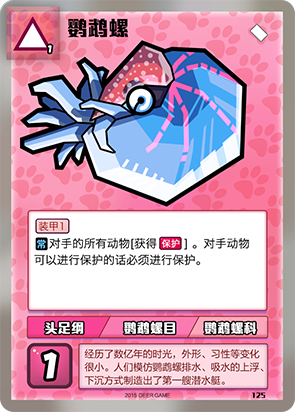 1
鹦鹉螺
装甲1
常 对手的所有动物[获得 保护 ] 。对手动物
可以进行保护的话必须进行保护。
头足纲 鹦鹉螺目 鹦鹉螺科
1
经历了数亿年的时光，外形、习性等变化
很小。人们模仿鹦鹉螺排水、吸水的上浮、
下沉方式制造出了第一艘潜水艇。
2015 DEER GAME
125